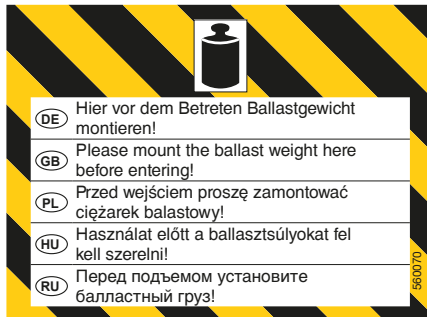 DE Hier vor dem Betreten Ballastgewicht
montieren!
GB Please mount the ballast weight here
before entering!
PL Przed wejściem proszę zamontować
ciężarek balastowy!
HU Használat előtt a ballasztsúlyokat fel
kell szerelni!
RU Перед подъемом установите
балластный груз!
560070